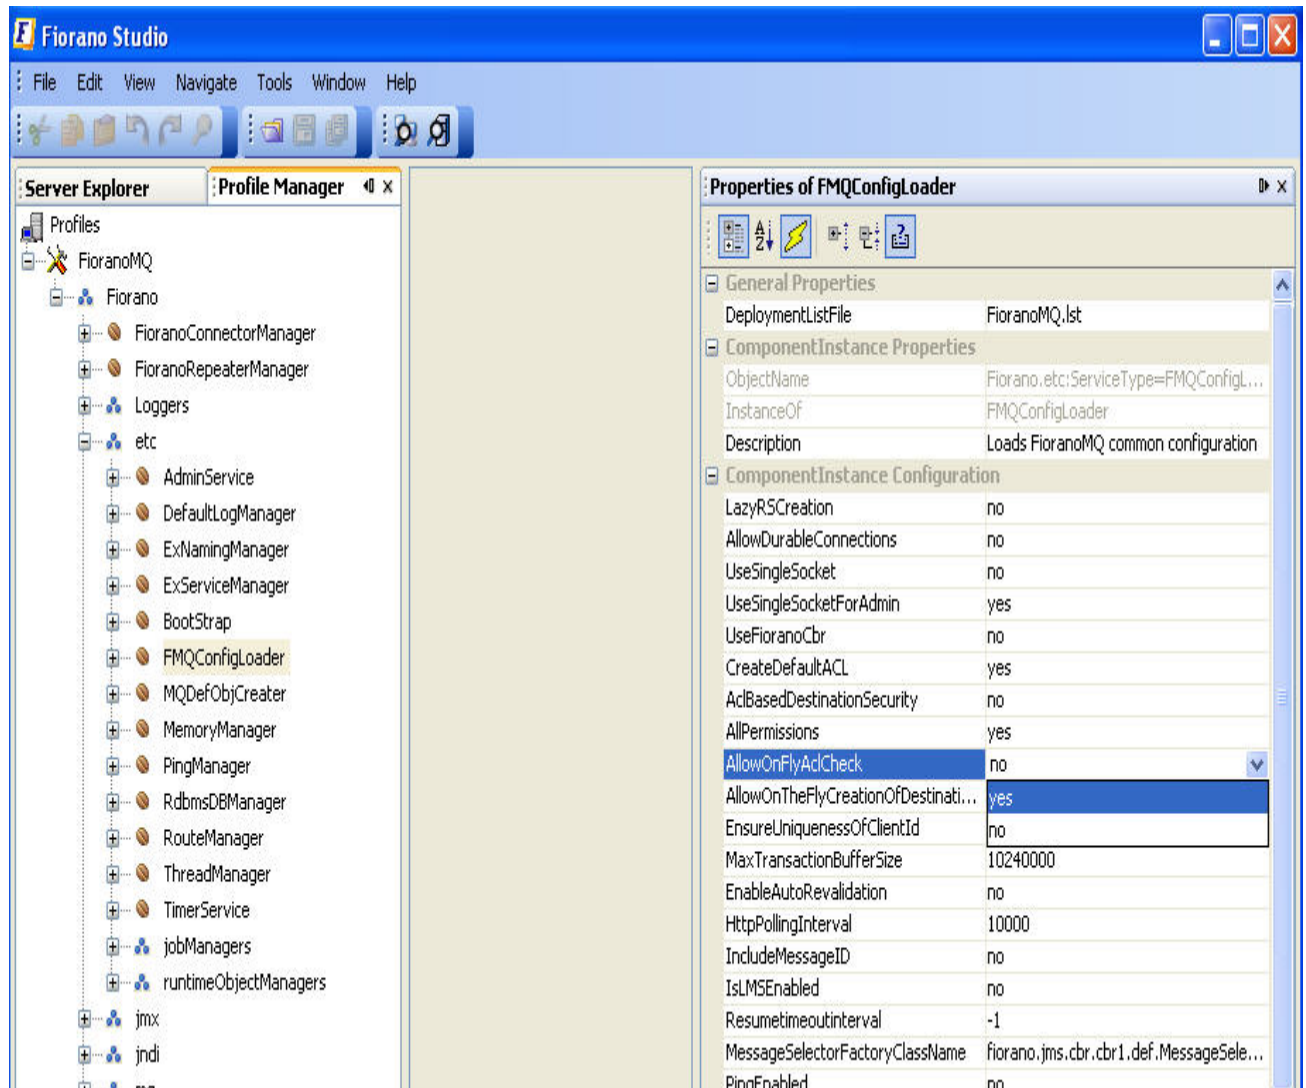 Fiorano Studio
File Edit View Navigate Tools Window Help
Server Explorer
Profile Manager
Profiles
FioranoMQ
Fiorano
FioranoConnectorManager
FioranoRepeaterManager
Loggers
etc
AdminService
DefaultLogManager
ExNamingManager
ExServiceManager
BootStrap
FMQConfigLoader
MQDefObjCreater
MemoryManager
PingManager
RdbmsDBManager
RouteManager
ThreadManager
TimerService
jobManagers
runtimeObjectManagers
jmx
jndi
Properties of FMQConfigLoader
General Properties
DeploymentListFile FioranoMQ.lst
ComponentInstance Properties
ObjectName Fiorano.etc:ServiceType=FMQConfigL...
InstanceOf FMQConfigLoader
Description Loads FioranoMQ common configuration
ComponentInstance Configuration
LazyRSCreation no
AllowDurableConnections no
UseSingleSocket no
UseSingleSocketForAdmin yes
UseFioranoCbr no
CreateDefaultACL yes
AclBasedDestinationSecurity no
AllPermissions yes
AllowOnFlyAclCheck no
AllowOnTheFlyCreationOfDestinati... yes
EnsureUniquenessOfClientId no
MaxTransactionBufferSize 10240000
EnableAutoRevalidation no
HttpPollingInterval 10000
IncludeMessageID no
IsLMSEnabled no
Resumetimeoutinterval -1
MessageSelectorFactoryClassName fiorano.jms.cbr.cbr1.def.MessageSele...
PingEnabled no